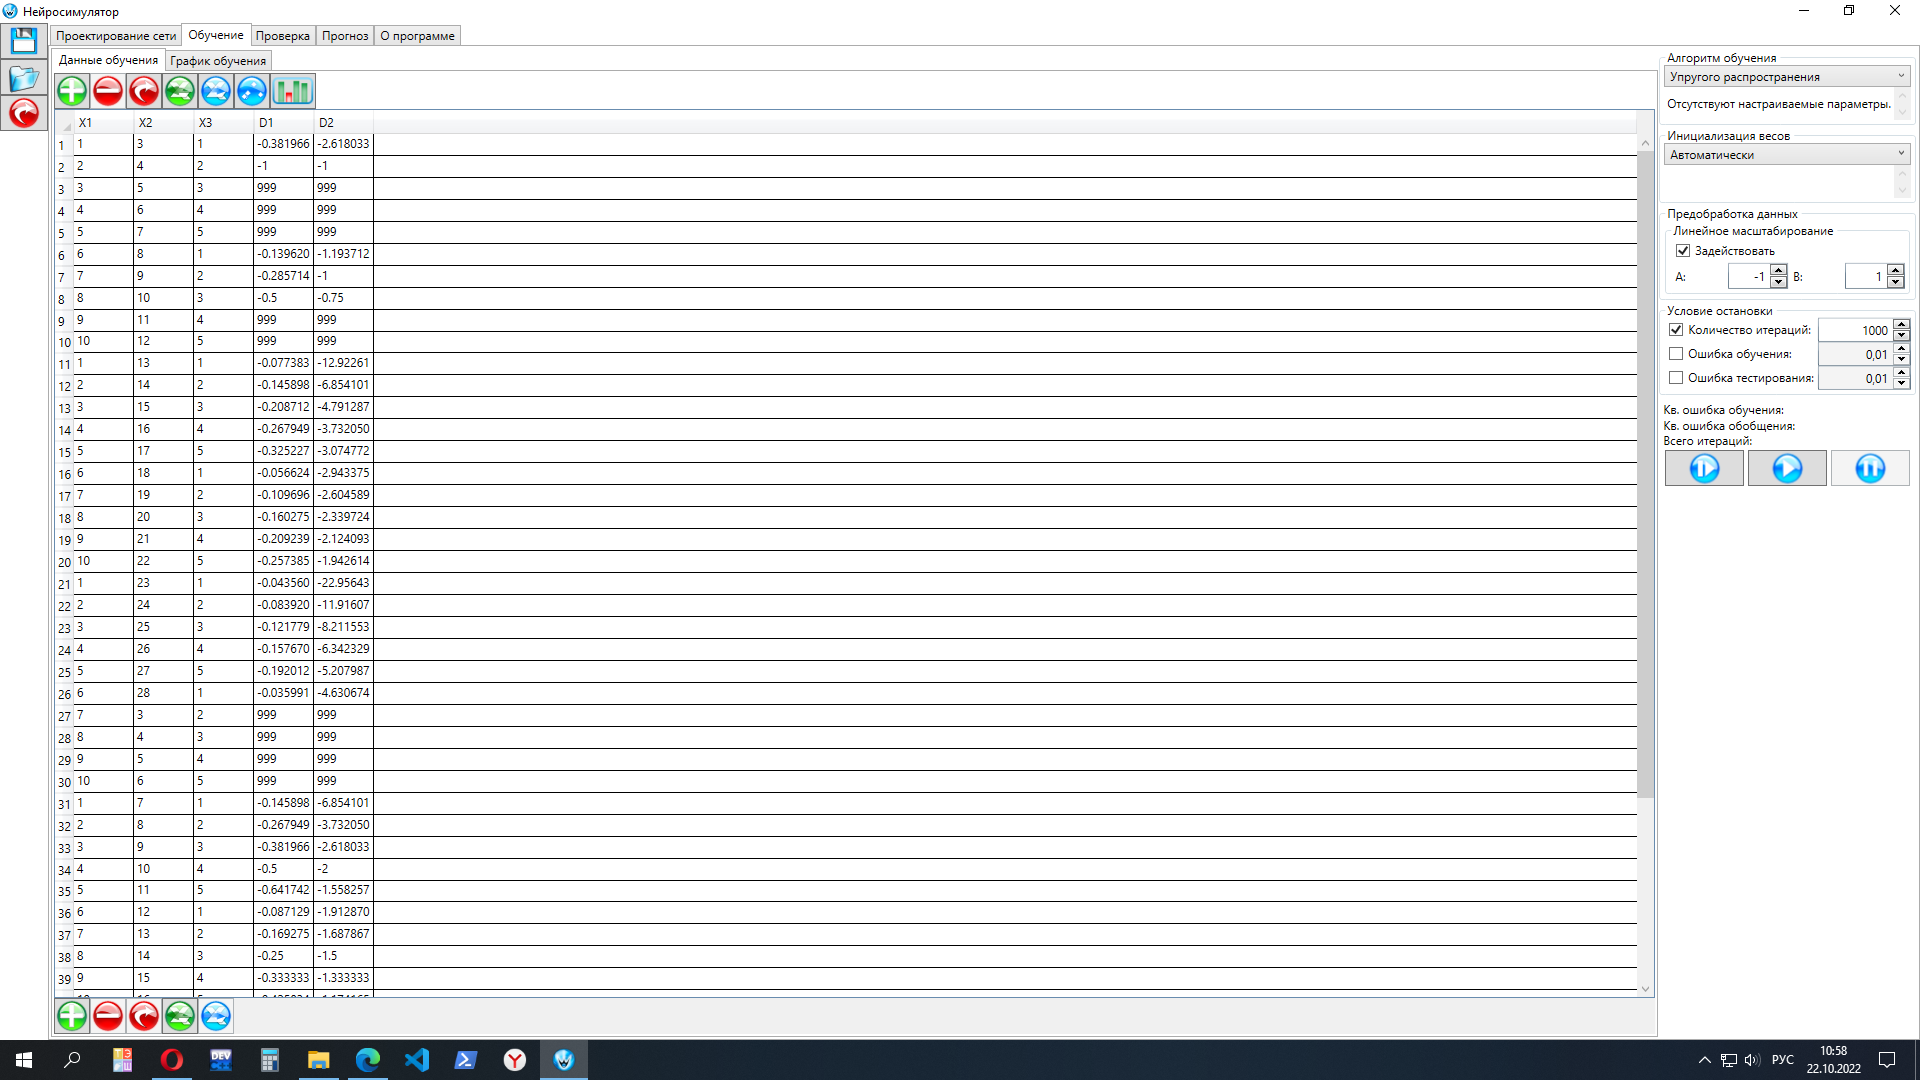 Нейросимулятор
Проектирование сети Обучение Проверка Прогноз О программе
Данные обучения График обучения
X1 X2 X3 D1 D2
1 1 3 1 -0.381966 -2.618033
2 2 4 2 -1 -1
3 3 5 3 999 999
4 4 6 4 999 999
5 5 7 5 999 999
6 6 8 1 -0.139620 -1.193712
7 7 9 2 -0.285714 -1
8 8 10 3 -0.5 -0.75
9 9 11 4 999 999
10 10 12 5 999 999
11 1 13 1 -0.077383 -12.92261
12 2 14 2 -0.145898 -6.854101
13 3 15 3 -0.208712 -4.791287
14 4 16 4 -0.267949 -3.732050
15 5 17 5 -0.325227 -3.074772
16 6 18 1 -0.056624 -2.943375
17 7 19 2 -0.109696 -2.604589
18 8 20 3 -0.160275 -2.339724
19 9 21 4 -0.209239 -2.124093
20 10 22 5 -0.257385 -1.942614
21 1 23 1 -0.043560 -22.95643
22 2 24 2 -0.083920 -11.91607
23 3 25 3 -0.121779 -8.211553
24 4 26 4 -0.157670 -6.342329
25 5 27 5 -0.192012 -5.207987
26 6 28 1 -0.035991 -4.630674
27 7 3 2 999 999
28 8 4 3 999 999
29 9 5 4 999 999
30 10 6 5 999 999
31 1 7 1 -0.145898 -6.854101
32 2 8 2 -0.267949 -3.732050
33 3 9 3 -0.381966 -2.618033
34 4 10 4 -0.5 -2
35 5 11 5 -0.641742 -1.558257
36 6 12 1 -0.087129 -1.912870
37 7 13 2 -0.169275 -1.687867
38 8 14 3 -0.25 -1.5
39 9 15 4 -0.333333 -1.333333
Алгоритм обучения
Упругого распространения
Отсутствуют настраиваемые параметры.
Инициализация весов
Автоматически
Предобработка данных
Линейное масштабирование
Задействовать
A: -1 B: 1
Условие остановки
Количество итераций: 1000
Ошибка обучения: 0,01
Ошибка тестирования: 0,01
Кв. ошибка обучения:
Кв. ошибка обобщения:
Всего итераций:
DEV
РУС
10:58
22.10.2022